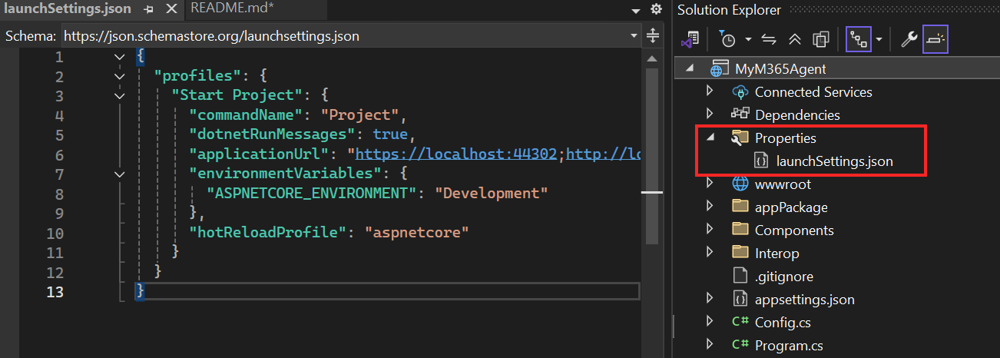 launchSettings.json
README.md*
Schema: https://json.schemastore.org/launchsettings.json
1 {
2 "profiles": {
3 "Start Project": {
4 "commandName": "Project",
5 "dotnetRunMessages": true,
6 "applicationUrl": "https://localhost:44302;http://lo
7 "environmentVariables": {
8 "ASPNETCORE_ENVIRONMENT": "Development"
9 },
10 "hotReloadProfile": "aspnetcore"
11 }
12 }
13 }
Solution Explorer
MyM365Agent
Connected Services
Dependencies
Properties
launchSettings.json
wwwroot
appPackage
Components
Interop
.gitignore
appsettings.json
C# Config.cs
C# Program.cs